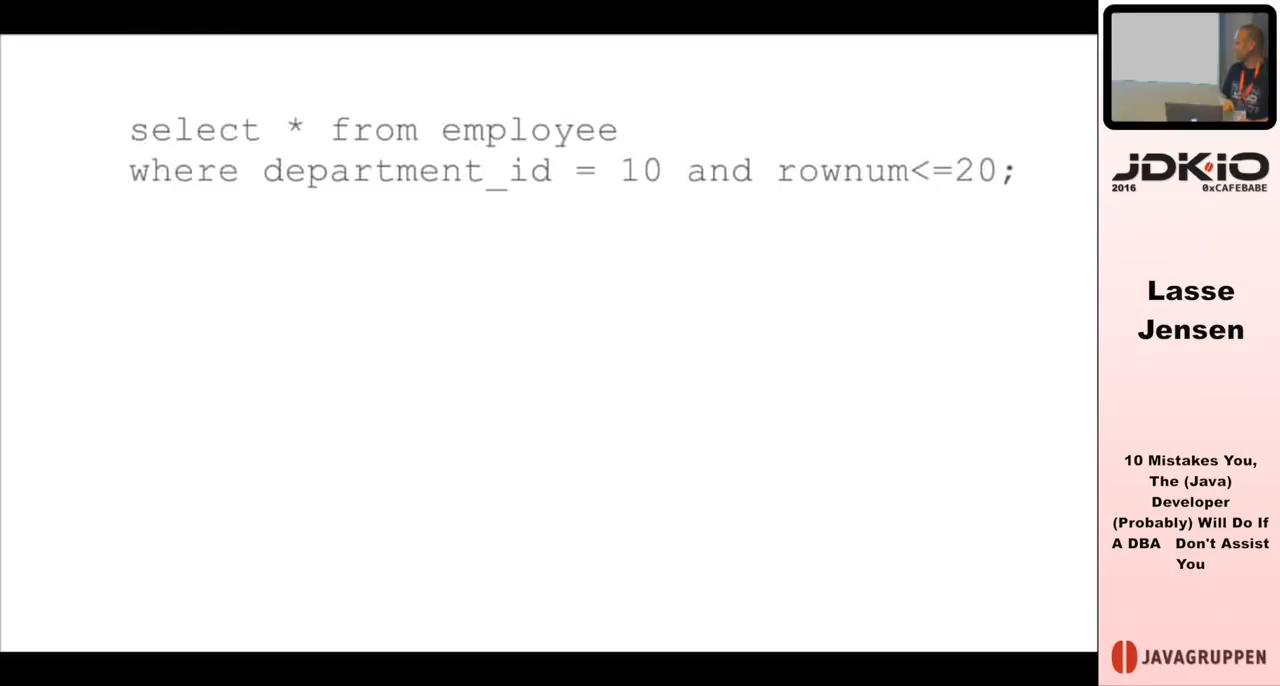 select * from employee
where department_id = 10 and rownum<=20;
JDK.IO
2016 0xCAFEBABE
Lasse
Jensen
10 Mistakes You,
The (Java)
Developer
(Probably) Will Do If
A DBA Don't Assist
You
JAVAGRUPPEN